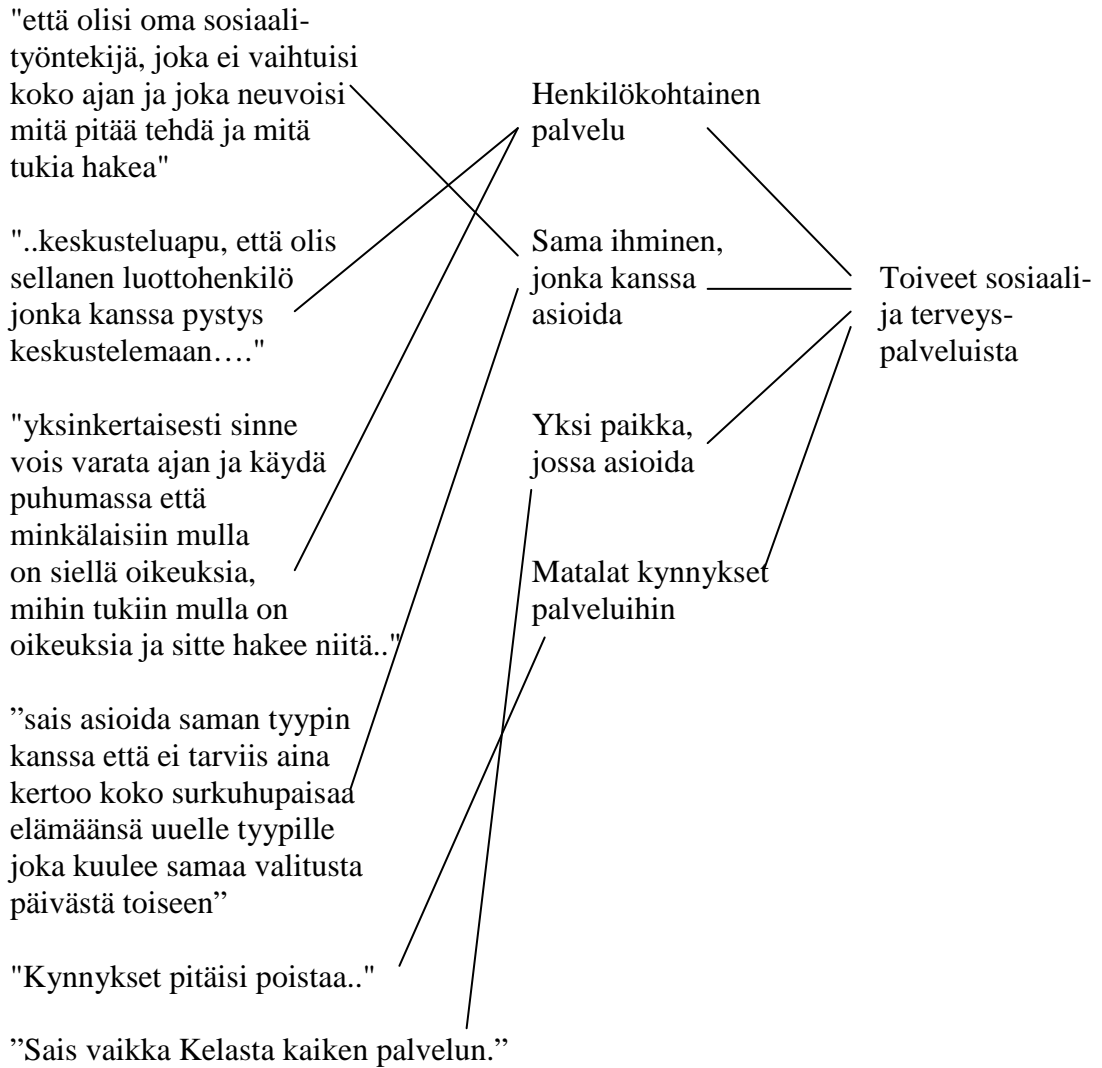 "että olisi oma sosiaali-
työntekijä, joka ei vaihtuisi
koko ajan ja joka neuvoisi
mitä pitää tehdä ja mitä
tukia hakea"
"..keskusteluapu, että olis
sellanen luottohenkilö
jonka kanssa pystys
keskustelemaan…."
"yksinkertaisesti sinne
vois varata ajan ja käydä
puhumassa että
minkälaisiin mulla
on siellä oikeuksia,
mihin tukiin mulla on
oikeuksia ja sitte hakee niitä.."
”sais asioida saman tyypin
kanssa että ei tarviis aina
kertoo koko surkuhupaisaa
elämäänsä uuelle tyypille
joka kuulee samaa valitusta
päivästä toiseen”
"Kynnykset pitäisi poistaa.."
”Sais vaikka Kelasta kaiken palvelun.”
Henkilökohtainen
palvelu
Sama ihminen,
jonka kanssa
asioida
Yksi paikka,
jossa asioida
Matalat kynnykset
palveluihin
Toiveet sosiaali-
ja terveys-
palveluista